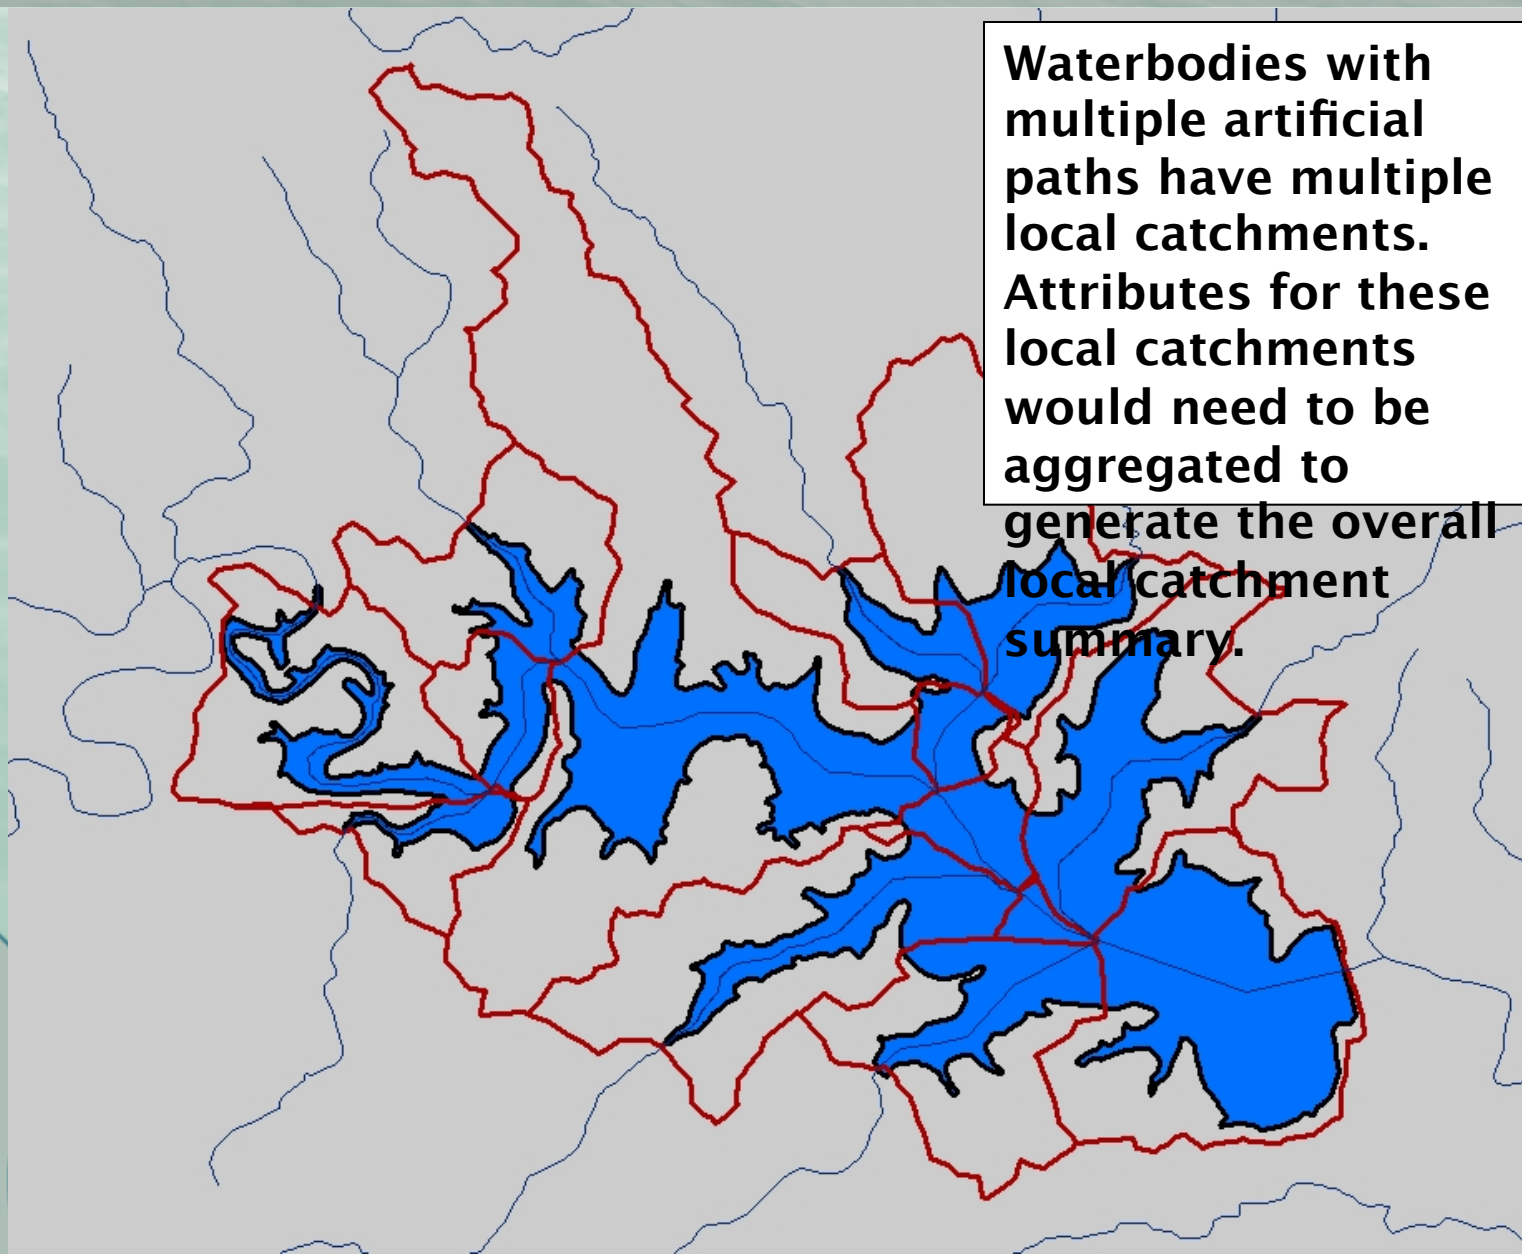 Waterbodies with
multiple artificial
paths have multiple
local catchments.
Attributes for these
local catchments
would need to be
aggregated to
generate the overall
local catchment
summary.